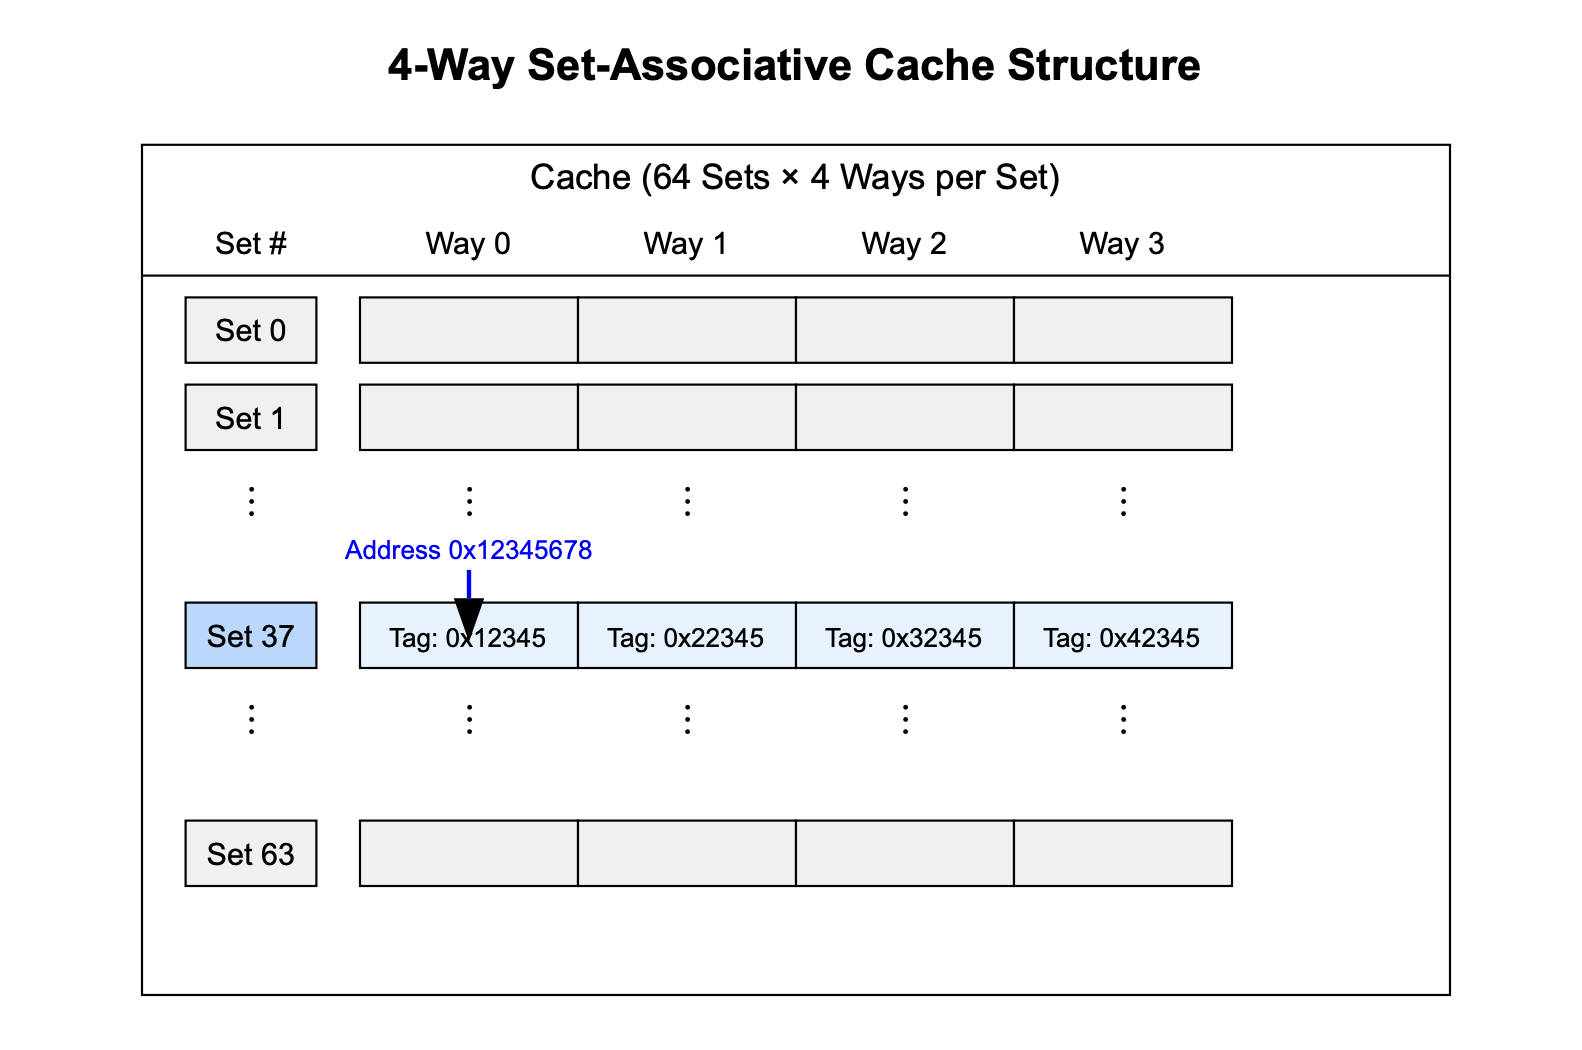 4-Way Set-Associative Cache Structure
Cache (64 Sets × 4 Ways per Set)
Set # Way 0 Way 1 Way 2 Way 3
Set 0
Set 1
Address 0x12345678
Set 37 Tag: 0x12345 Tag: 0x22345 Tag: 0x32345 Tag: 0x42345
Set 63